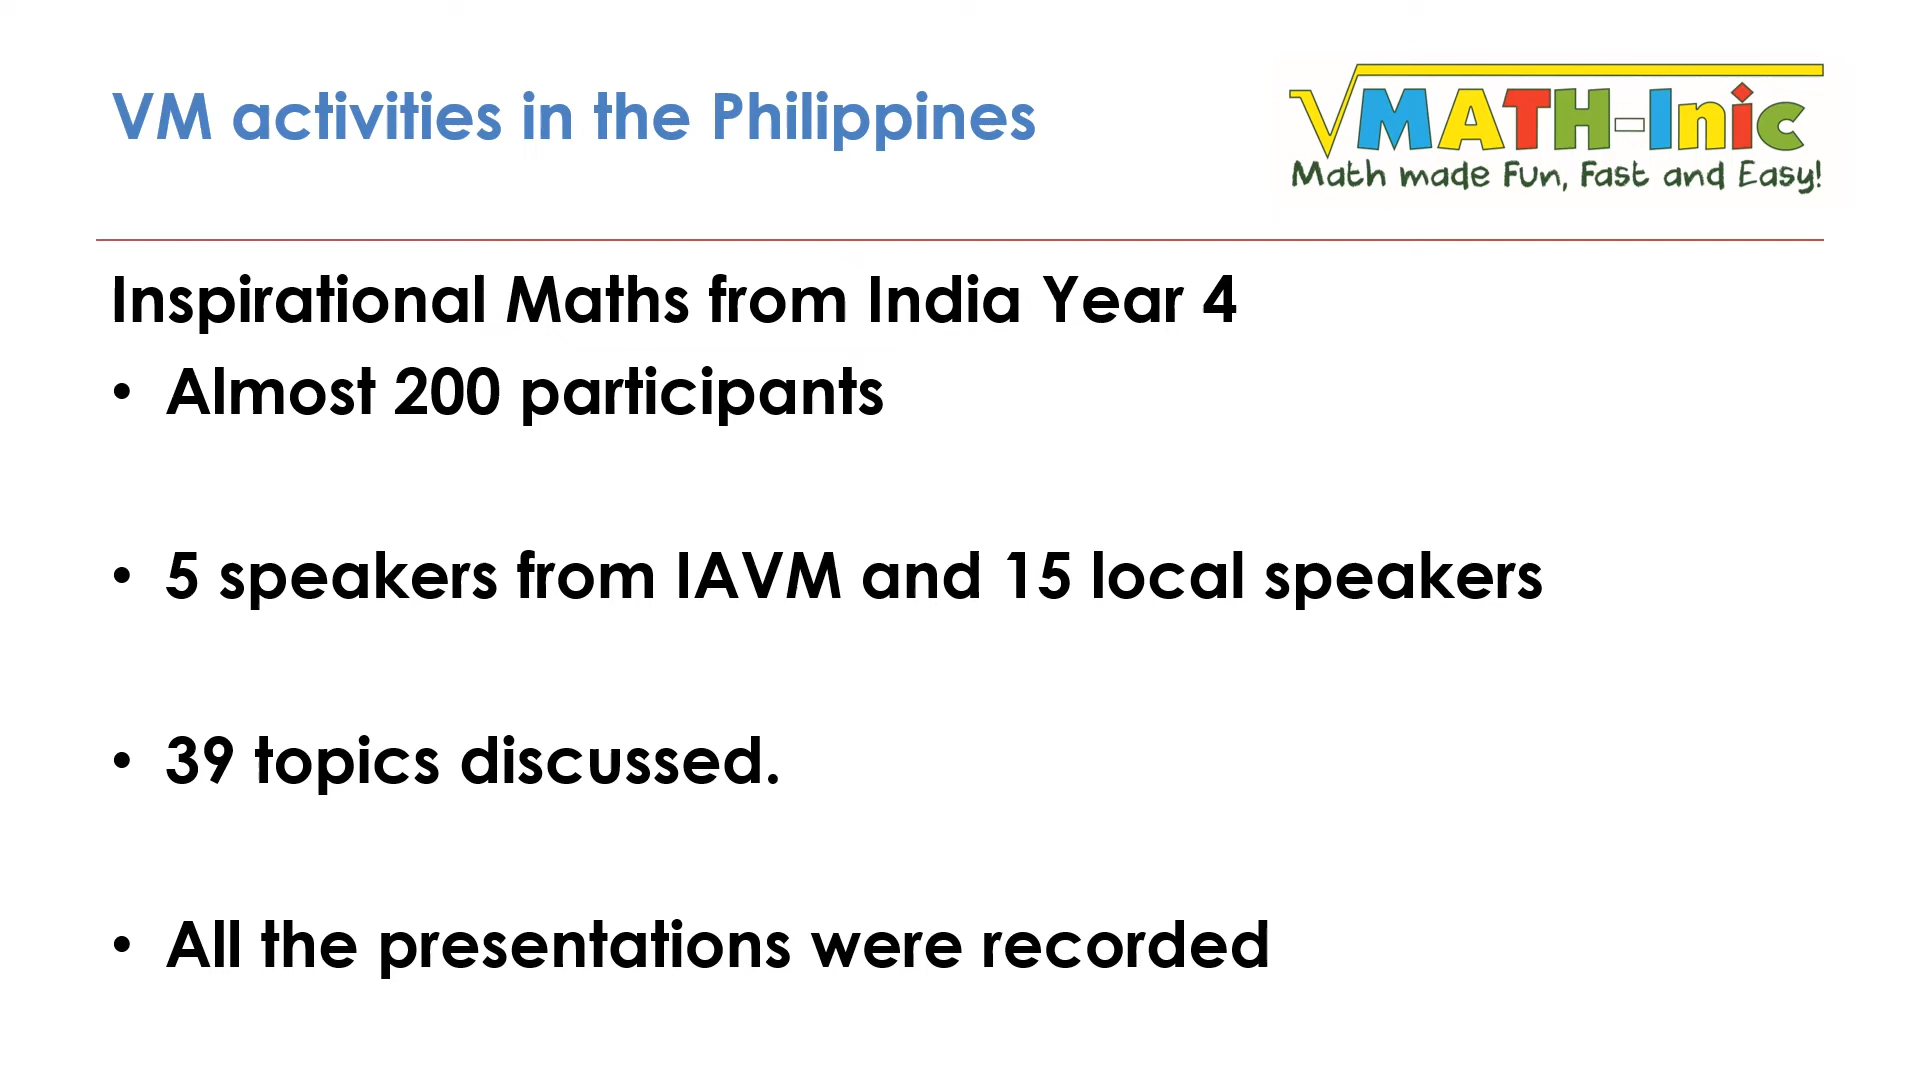 VM activities in the Philippines
√MATH-Inic
Math made Fun, Fast and Easy!
Inspirational Maths from India Year 4
• Almost 200 participants
• 5 speakers from IAVM and 15 local speakers
• 39 topics discussed.
• All the presentations were recorded